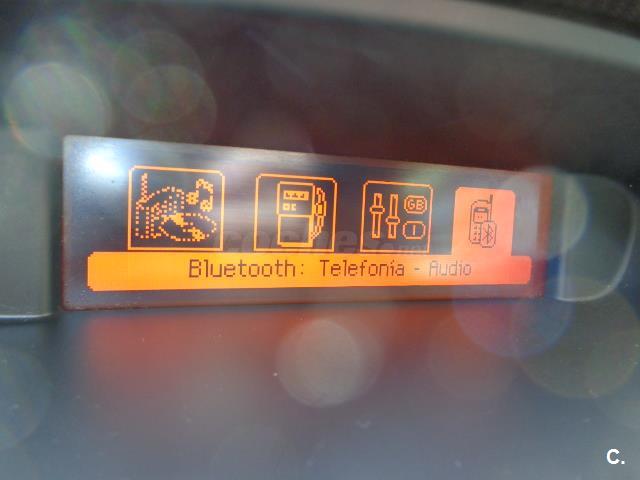 GB
I
Bluetooth: Telefonía - Audio
C.